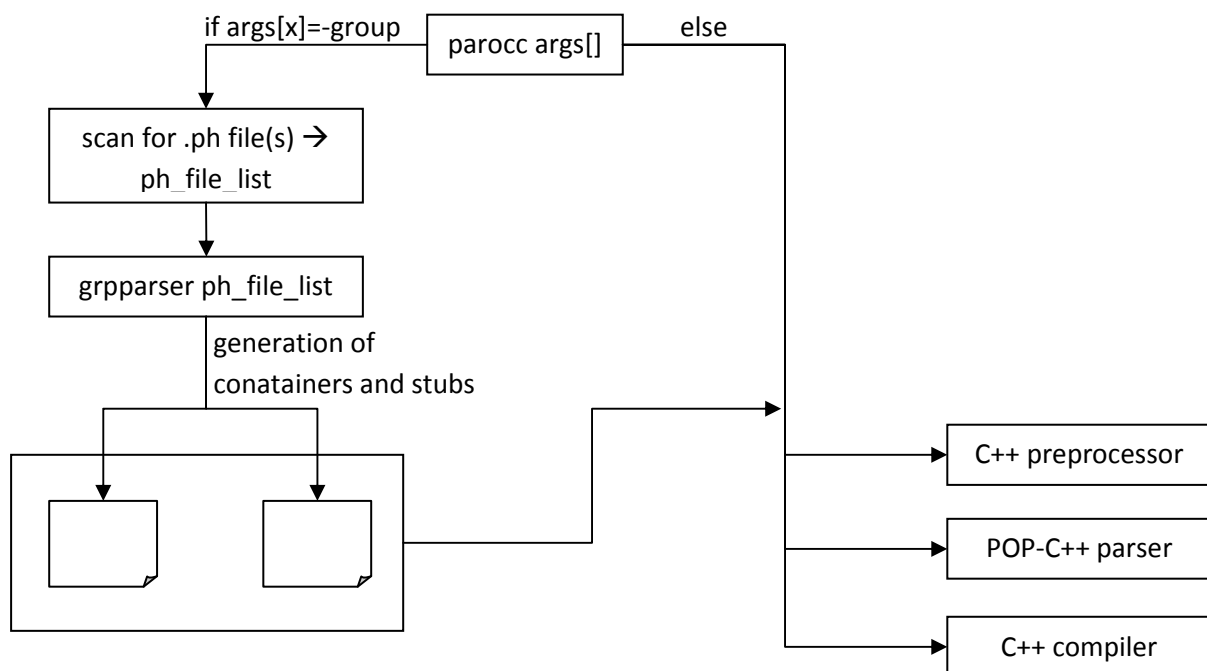 if args[x]=-group
parocc args[]
else
scan for .ph file(s) →
ph_file_list
grpparser ph_file_list
generation of
conatainers and stubs
C++ preprocessor
POP-C++ parser
C++ compiler